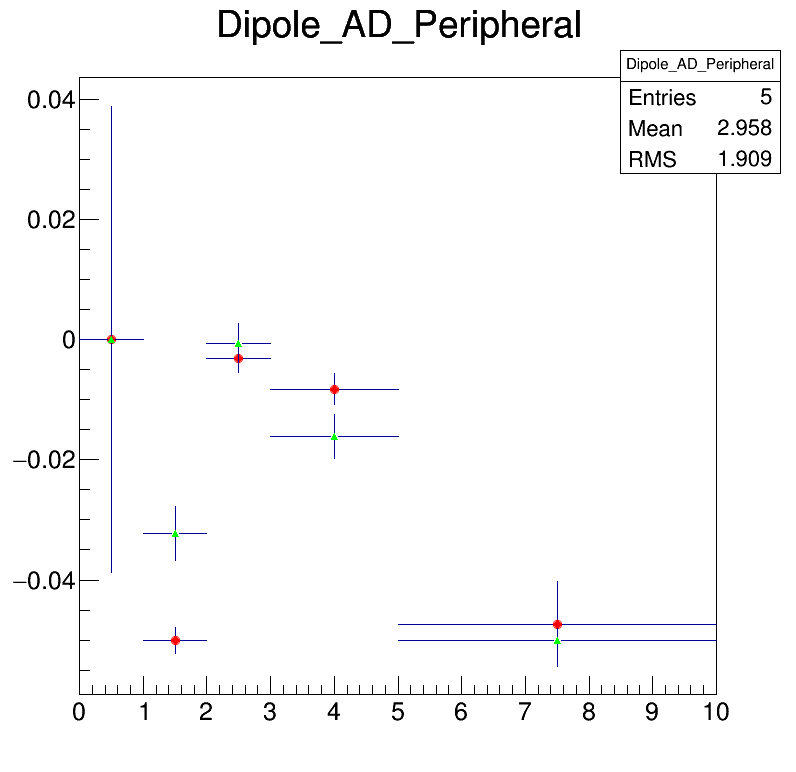 Dipole_AD_Peripheral
Dipole_AD_Peripheral
Entries 5
Mean 2.958
RMS 1.909
0.04
0.02
0
−0.02
−0.04
0 1 2 3 4 5 6 7 8 9 10